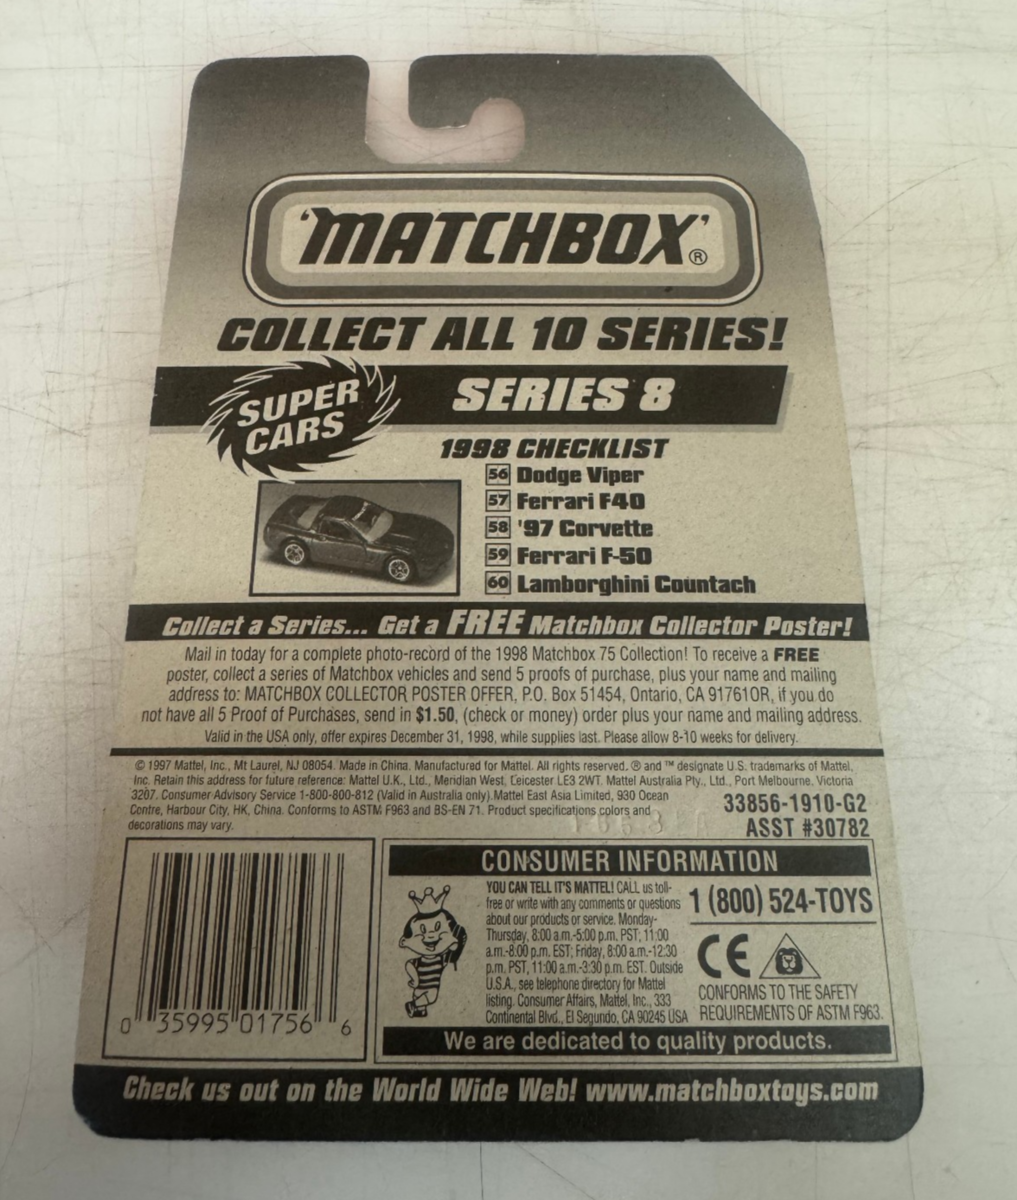 'MATCHBOX'®
COLLECT ALL 10 SERIES!
SUPER
CARS
SERIES 8
1998 CHECKLIST
56 Dodge Viper
57 Ferrari F40
58 '97 Corvette
59 Ferrari F-50
60 Lamborghini Countach
Collect a Series... Get a FREE Matchbox Collector Poster!
Mail in today for a complete photo-record of the 1998 Matchbox 75 Collection! To receive a FREE
poster, collect a series of Matchbox vehicles and send 5 proofs of purchase, plus your name and mailing
address to: MATCHBOX COLLECTOR POSTER OFFER, P.O. Box 51454, Ontario, CA 91761OR, if you do
not have all 5 Proof of Purchases, send in $1.50, (check or money) order plus your name and mailing address.
Valid in the USA only, offer expires December 31, 1998, while supplies last. Please allow 8-10 weeks for delivery.
© 1997 Mattel, Inc., Mt Laurel, NJ 08054. Made in China. Manufactured for Mattel. All rights reserved. ® and ™ designate U.S. trademarks of Mattel,
Inc. Retain this address for future reference: Mattel U.K., Ltd., Meridian West, Leicester LE3 2WT. Mattel Australia Pty., Ltd., Port Melbourne, Victoria
3207. Consumer Advisory Service 1-800-800-812 (Valid in Australia only). Mattel East Asia Limited, 930 Ocean
Centre, Harbour City, HK, China. Conforms to ASTM F963 and BS-EN 71. Product specifications colors and
decorations may vary.
33856-1910-G2
ASST #30782
0 35995 01756 6
CONSUMER INFORMATION
YOU CAN TELL IT'S MATTEL! CALL us toll-
free or write with any comments or questions
about our products or service. Monday-
Thursday, 8:00 a.m.-5:00 p.m. PST; 11:00
a.m.-8:00 p.m. EST; Friday, 8:00 a.m.-12:30
p.m. PST, 11:00 a.m.-3:30 p.m. EST. Outside
U.S.A., see telephone directory for Mattel
listing. Consumer Affairs, Mattel, Inc., 333
Continental Blvd., El Segundo, CA 90245 USA
1 (800) 524-TOYS
CE
CONFORMS TO THE SAFETY
REQUIREMENTS OF ASTM F963.
We are dedicated to quality products.
Check us out on the World Wide Web! www.matchboxtoys.com